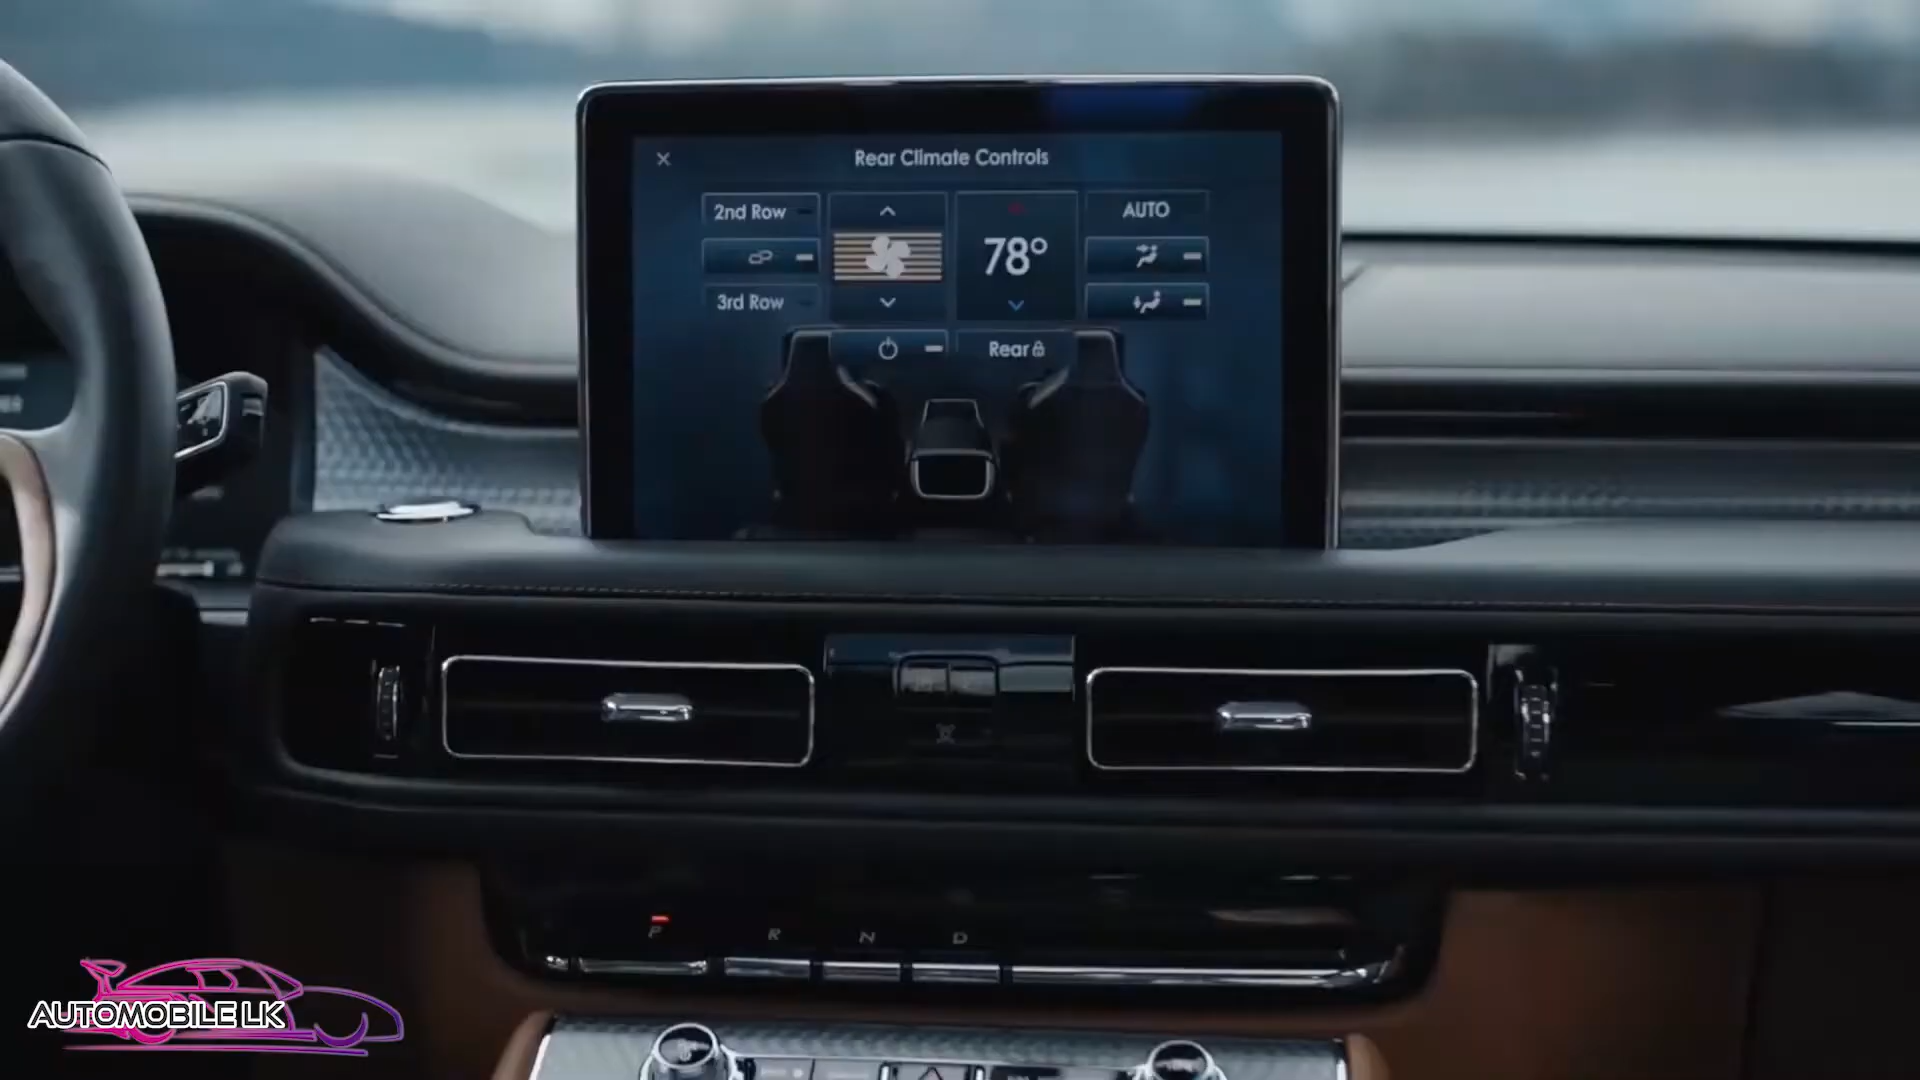 Rear Climate Controls
2nd Row
AUTO
78°
3rd Row
Rear
P R N D
AUTOMOBILE LK